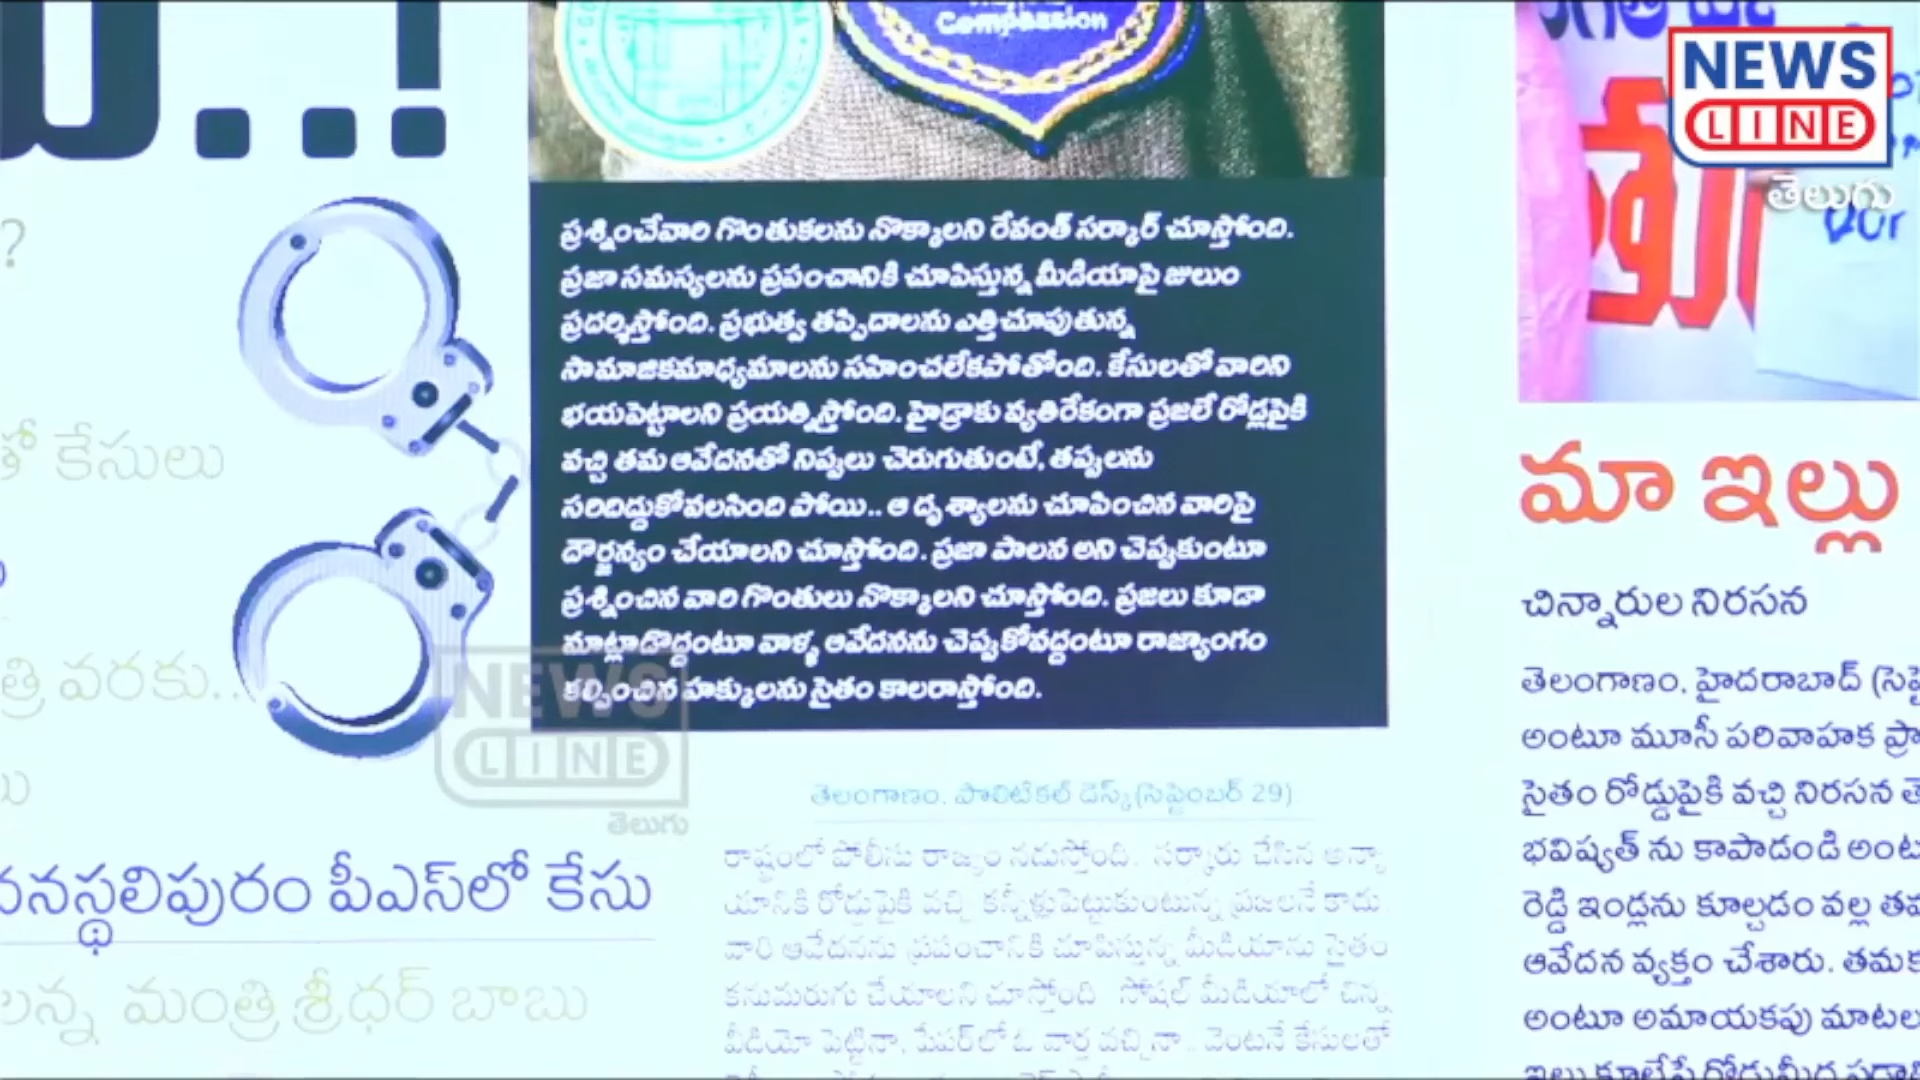 Compassion
NEWS
LINE
తెలుగు
ప్రశ్నించేవారి గొంతుకలను నొక్కాలని రేవంత్ సర్కార్ చూస్తోంది.
ప్రజా సమస్యలను ప్రపంచానికి చూపిస్తున్న మీడియాపై జులుం
ప్రదర్శిస్తోంది. ప్రభుత్వ తప్పిదాలను ఎత్తిచూపుతున్న
సామాజికమాధ్యమాలను సహించలేకపోతోంది. కేసులతో వారిని
భయపెట్టాలని ప్రయత్నిస్తోంది. హైడ్రాకు వ్యతిరేకంగా ప్రజలే రోడ్లపైకి
వచ్చి తమ ఆవేదనతో నిప్పులు చెరుగుతుంటే, తప్పులను
సరిదిద్దుకోవలసింది పోయి.. ఆ దృశ్యాలను చూపించిన వారిపై
దౌర్జన్యం చేయాలని చూస్తోంది. ప్రజా పాలన అని చెప్పుకుంటూ
ప్రశ్నించిన వారి గొంతులు నొక్కాలని చూస్తోంది. ప్రజలు కూడా
మాట్లాడొద్దంటూ వాళ్ళ ఆవేదనను చెప్పుకోవద్దంటూ రాజ్యాంగం
కల్పించిన హక్కులను సైతం కాలరాస్తోంది.
?
తో కేసులు
త్రి వరకు..
వనస్థలిపురం పీఎస్‌లో కేసు
లన్న మంత్రి శ్రీధర్ బాబు
NEWS
LINE
తెలుగు
తెలంగాణం, పొలిటికల్ డెస్క్(సెప్టెంబర్ 29)
రాష్ట్రంలో పోలీసు రాజ్యం నడుస్తోంది. సర్కారు చేసిన అన్యా
యానికి రోడ్లుపైకి వచ్చి కన్నీళ్లుపెట్టుకుంటున్న ప్రజలనే కాదు,
వారి ఆవేదనను ప్రపంచానికి చూపిస్తున్న మీడియాను సైతం
కనుమరుగు చేయాలని చూస్తోంది. సోషల్ మీడియాలో చిన్న
వీడియో పెట్టినా, పేపర్‌లో ఓ వార్త వచ్చినా.. వెంటనే కేసులతో
మా ఇల్లు
చిన్నారుల నిరసన
తెలంగాణం, హైదరాబాద్ (సెప్టె
అంటూ మూసీ పరివాహక ప్రా
సైతం రోడ్డుపైకి వచ్చి నిరసన తె
భవిష్యత్ ను కాపాడండి అంటూ
రెడ్డి ఇండ్లను కూల్చడం వల్ల తమ
ఆవేదన వ్యక్తం చేశారు. తమక
అంటూ అమాయకపు మాటల